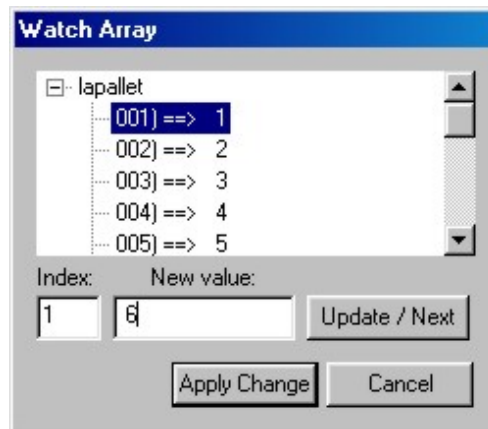 Watch Array
lapallet
001) ==> 1
002) ==> 2
003) ==> 3
004) ==> 4
005) ==> 5
Index: New value:
1 6 Update / Next
Apply Change Cancel